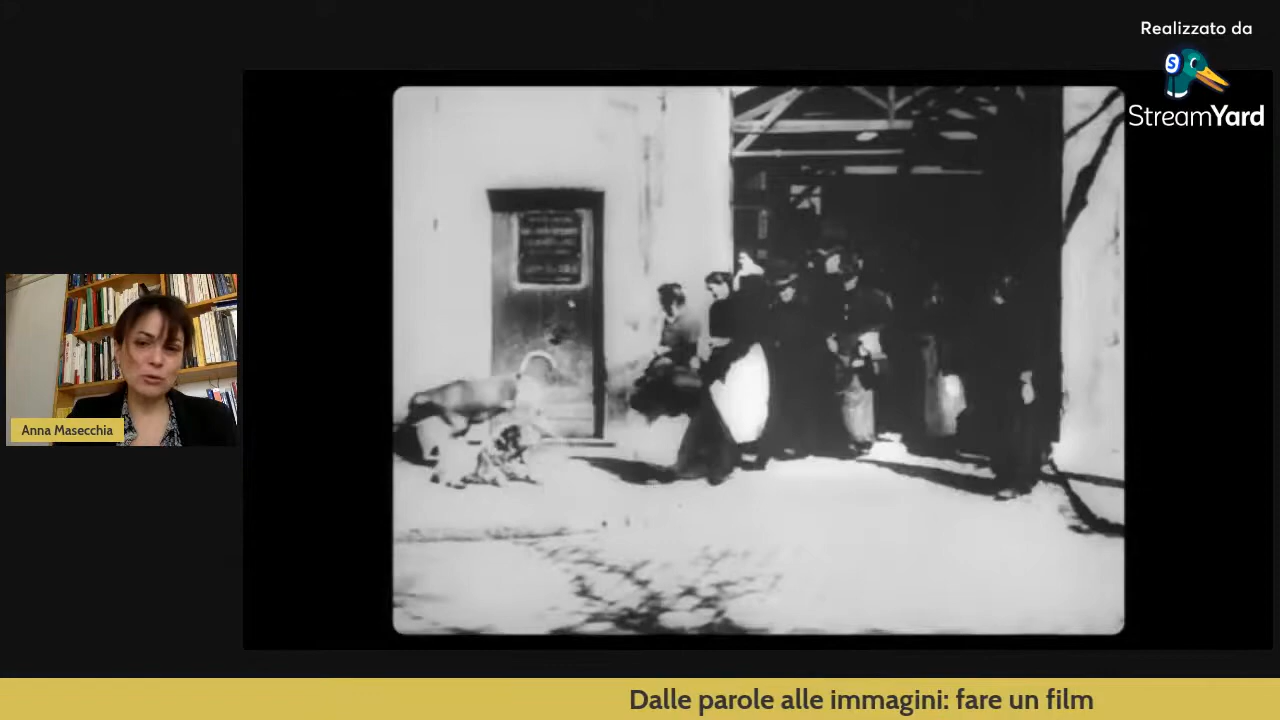 Realizzato da
StreamYard
Anna Masecchia
Dalle parole alle immagini: fare un film